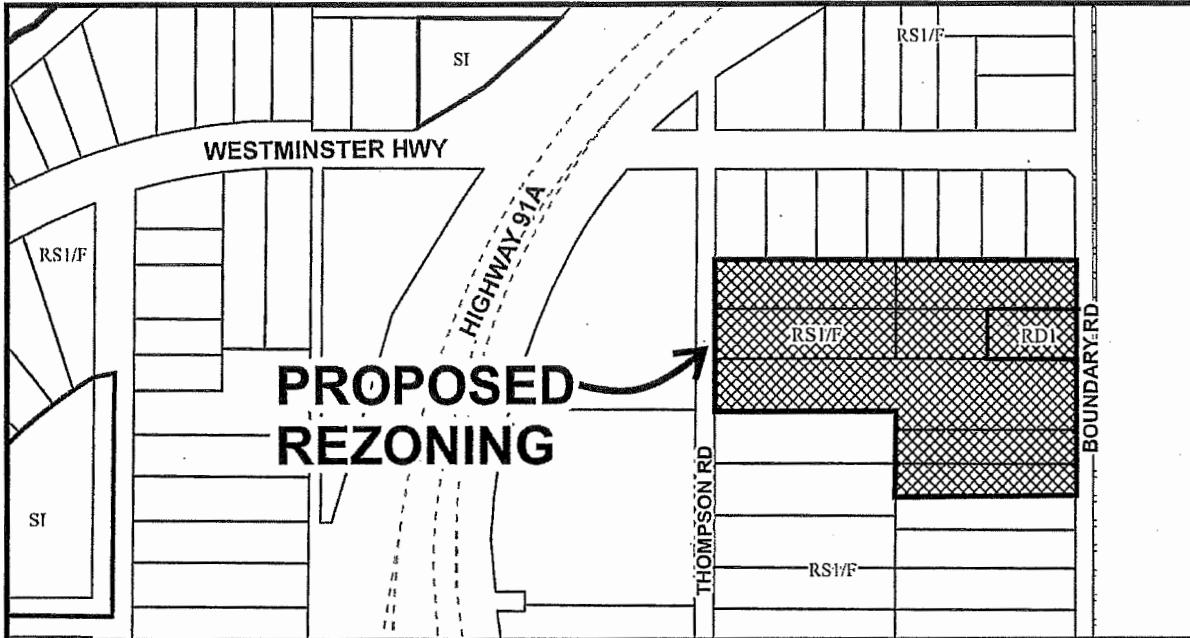 SI
RS1/F
WESTMINSTER HWY
RS1/F
HIGHWAY 91A
RS1/F
RD1
BOUNDARY RD
PROPOSED
REZONING
THOMPSON RD
SI
RS1/F